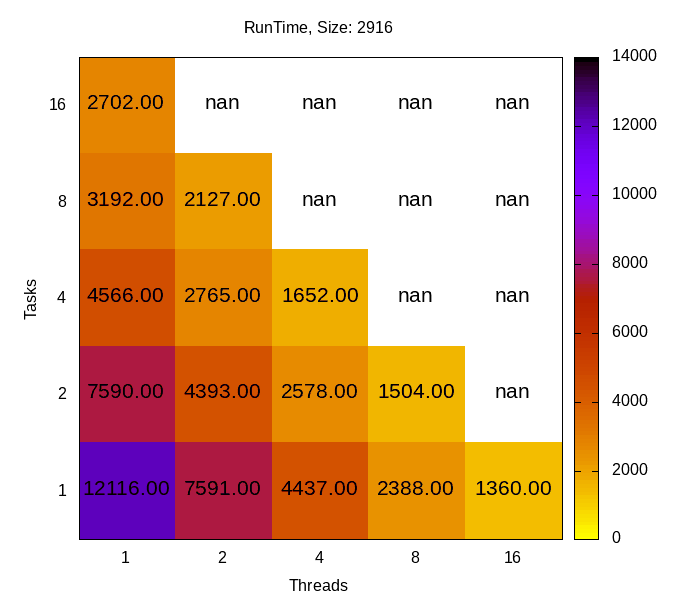 RunTime, Size: 2916
14000
16 2702.00 nan nan nan nan
12000
10000
8 3192.00 2127.00 nan nan nan
8000
Tasks
4 4566.00 2765.00 1652.00 nan nan
6000
4000
2 7590.00 4393.00 2578.00 1504.00 nan
2000
1 12116.00 7591.00 4437.00 2388.00 1360.00
0
1 2 4 8 16
Threads